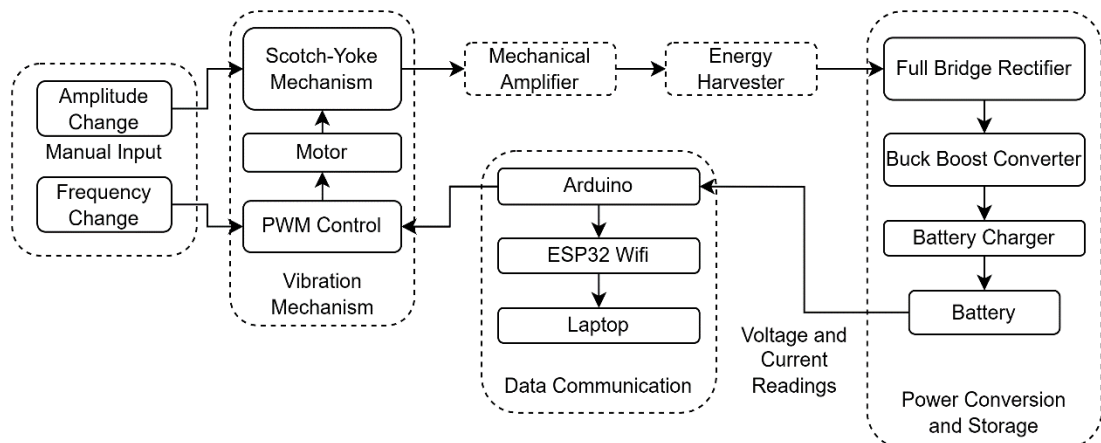 Amplitude
Change
Manual Input
Frequency
Change
Scotch-Yoke
Mechanism
Motor
PWM Control
Vibration
Mechanism
Mechanical
Amplifier
Energy
Harvester
Arduino
ESP32 Wifi
Laptop
Data Communication
Voltage and
Current
Readings
Full Bridge Rectifier
Buck Boost Converter
Battery Charger
Battery
Power Conversion
and Storage